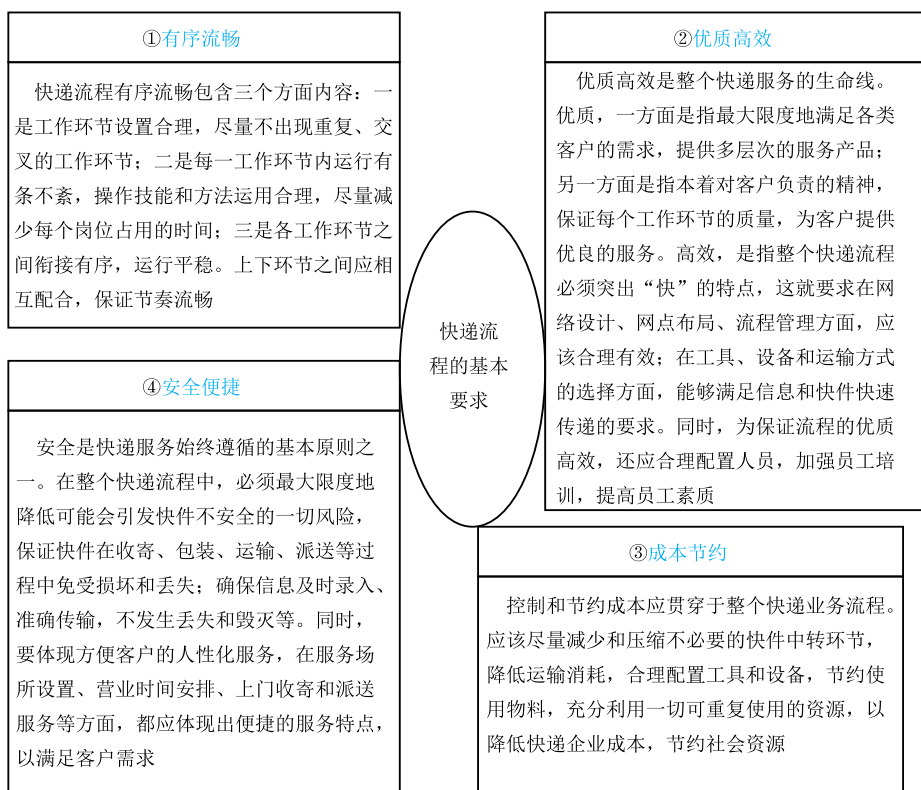 ①有序流畅
快递流程有序流畅包含三个方面内容：一
是工作环节设置合理，尽量不出现重复、交
叉的工作环节；二是每一工作环节内运行有
条不紊，操作技能和方法运用合理，尽量减
少每个岗位占用的时间；三是各工作环节之
间衔接有序，运行平稳。上下环节之间应相
互配合，保证节奏流畅
②优质高效
优质高效是整个快递服务的生命线。
优质，一方面是指最大限度地满足各类
客户的需求，提供多层次的服务产品；
另一方面是指本着对客户负责的精神，
保证每个工作环节的质量，为客户提供
优良的服务。高效，是指整个快递流程
必须突出“快”的特点，这就要求在网
络设计、网点布局、流程管理方面，应
该合理有效；在工具、设备和运输方式
的选择方面，能够满足信息和快件快速
传递的要求。同时，为保证流程的优质
高效，还应合理配置人员，加强员工培
训，提高员工素质
快递流
程的基本
要求
④安全便捷
安全是快递服务始终遵循的基本原则之
一。在整个快递流程中，必须最大限度地
降低可能会引发快件不安全的一切风险，
保证快件在收寄、包装、运输、派送等过
程中免受损坏和丢失；确保信息及时录入、
准确传输，不发生丢失和毁灭等。同时，
要体现方便客户的人性化服务，在服务场
所设置、营业时间安排、上门收寄和派送
服务等方面，都应体现出便捷的服务特点，
以满足客户需求
③成本节约
控制和节约成本应贯穿于整个快递业务流程。
应该尽量减少和压缩不必要的快件中转环节，
降低运输消耗，合理配置工具和设备，节约使
用物料，充分利用一切可重复使用的资源，以
降低快递企业成本，节约社会资源